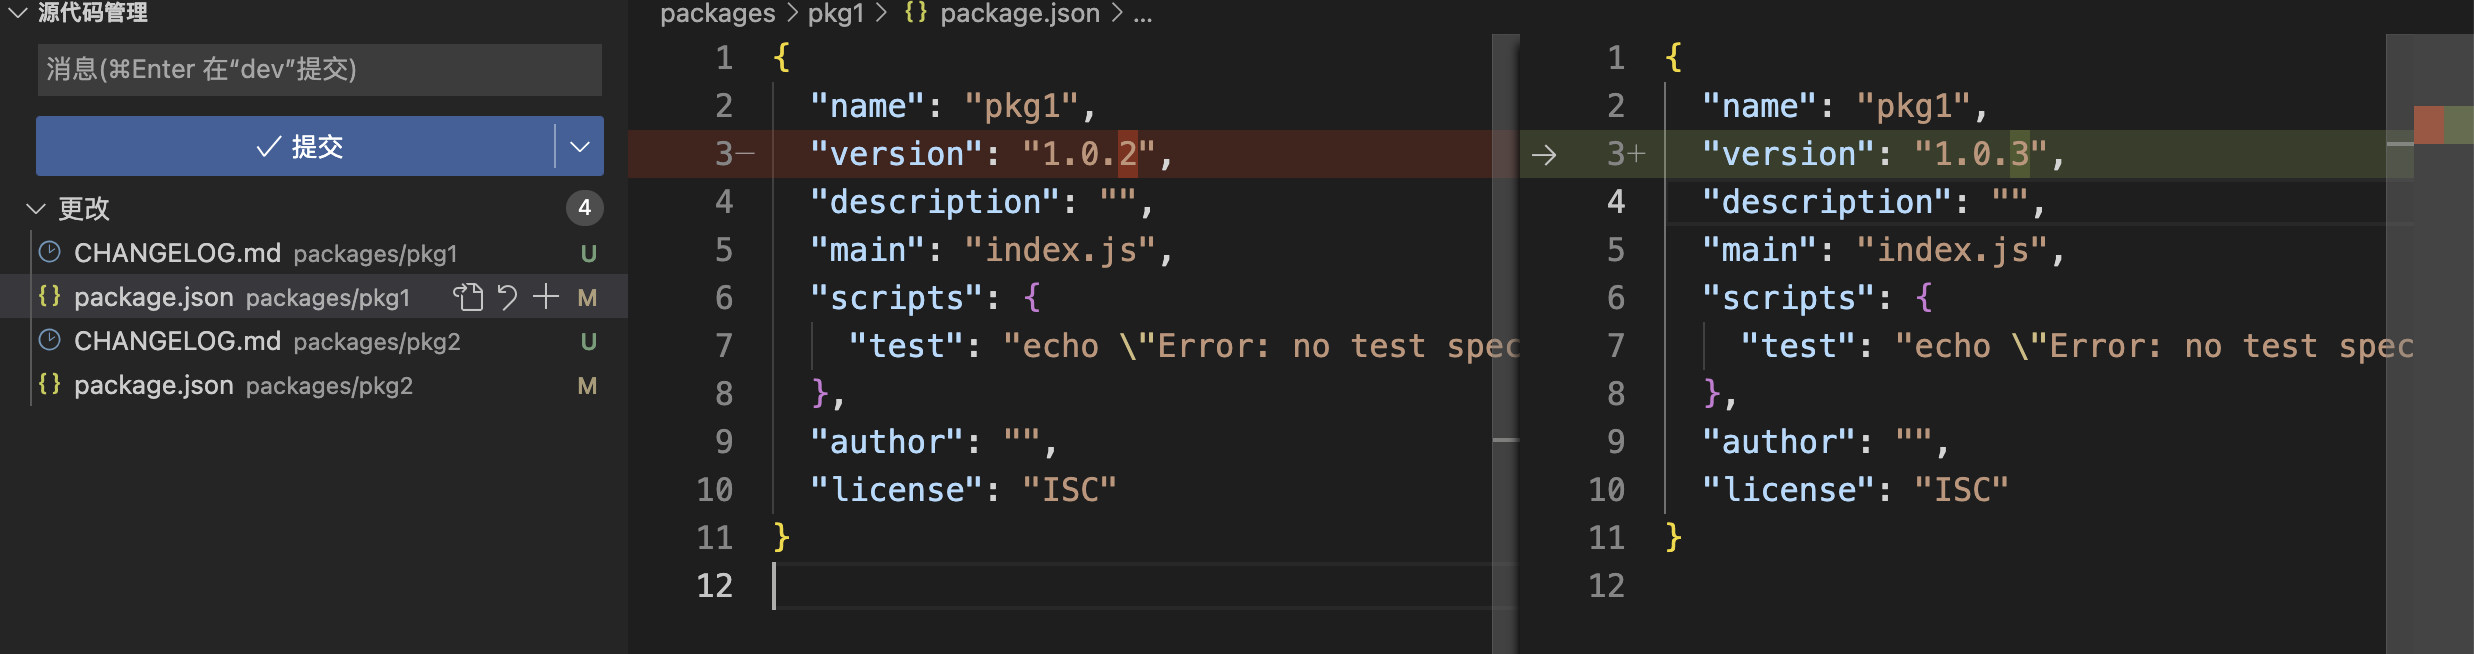 源代码管理
消息(⌘Enter 在“dev”提交)
提交
更改 4
CHANGELOG.md packages/pkg1 U
package.json packages/pkg1 M
CHANGELOG.md packages/pkg2 U
package.json packages/pkg2 M
packages > pkg1 > {} package.json > ...
1 {
2 "name": "pkg1",
3— "version": "1.0.2",
4 "description": "",
5 "main": "index.js",
6 "scripts": {
7 "test": "echo \"Error: no test spec
8 },
9 "author": "",
10 "license": "ISC"
11 }
12
1 {
2 "name": "pkg1",
3+ "version": "1.0.3",
4 "description": "",
5 "main": "index.js",
6 "scripts": {
7 "test": "echo \"Error: no test spec
8 },
9 "author": "",
10 "license": "ISC"
11 }
12